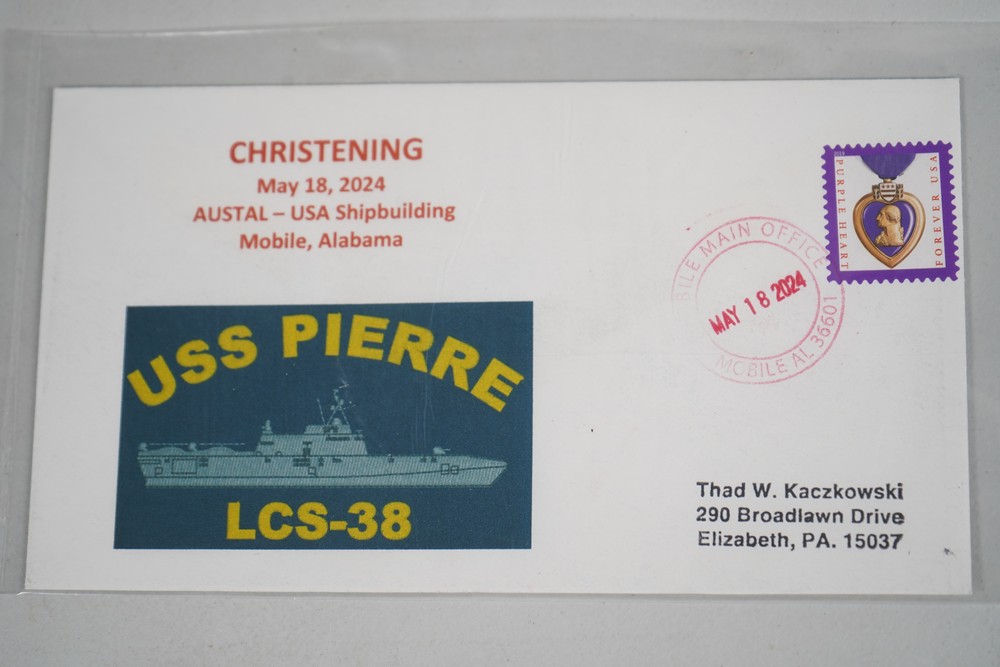 CHRISTENING
May 18, 2024
AUSTAL – USA Shipbuilding
Mobile, Alabama
USS PIERRE
LCS-38
MAIN OFFICE
MAY 18 2024
MOBILE AL 36601
PURPLE HEART
FOREVER USA
Thad W. Kaczkowski
290 Broadlawn Drive
Elizabeth, PA. 15037